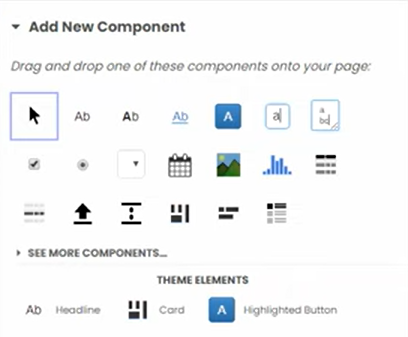 Add New Component
Drag and drop one of these components onto your page:
Ab Ab Ab A a
a
bc
SEE MORE COMPONENTS...
THEME ELEMENTS
Ab Headline Card A Highlighted Button